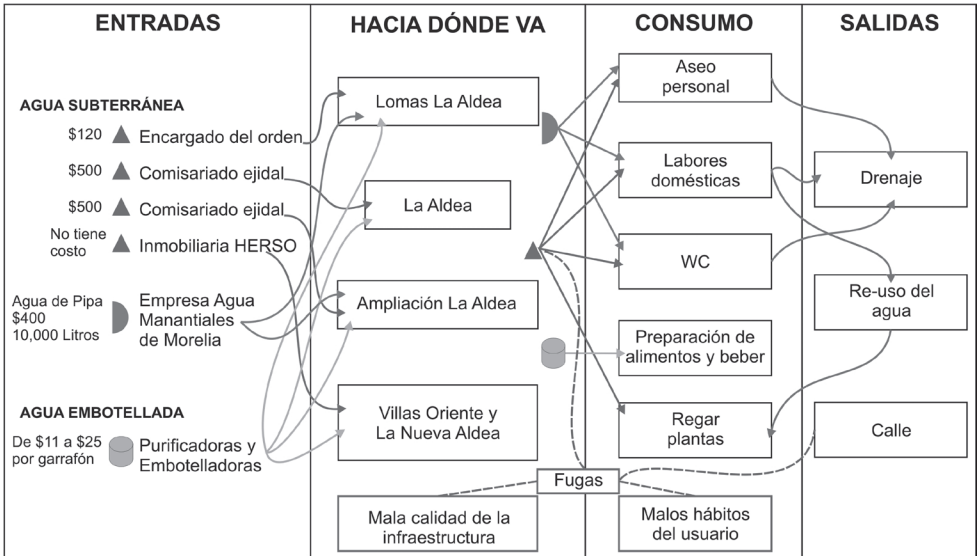 ENTRADAS
AGUA SUBTERRÁNEA
$120
Encargado del orden
$500
Comisariado ejidal
$500
Comisariado ejidal
No tiene
costo
Inmobiliaria HERSO
Agua de Pipa
$400
10,000 Litros
Empresa Agua
Manantiales
de Morelia
AGUA EMBOTELLADA
De $11 a $25
por garrafón
Purificadoras y
Embotelladoras
HACIA DÓNDE VA
Lomas La Aldea
La Aldea
Ampliación La Aldea
Villas Oriente y
La Nueva Aldea
Fugas
Mala calidad de la
infraestructura
CONSUMO
Aseo
personal
Labores
domésticas
WC
Preparación de
alimentos y beber
Regar
plantas
Malos hábitos
del usuario
SALIDAS
Drenaje
Re-uso del
agua
Calle